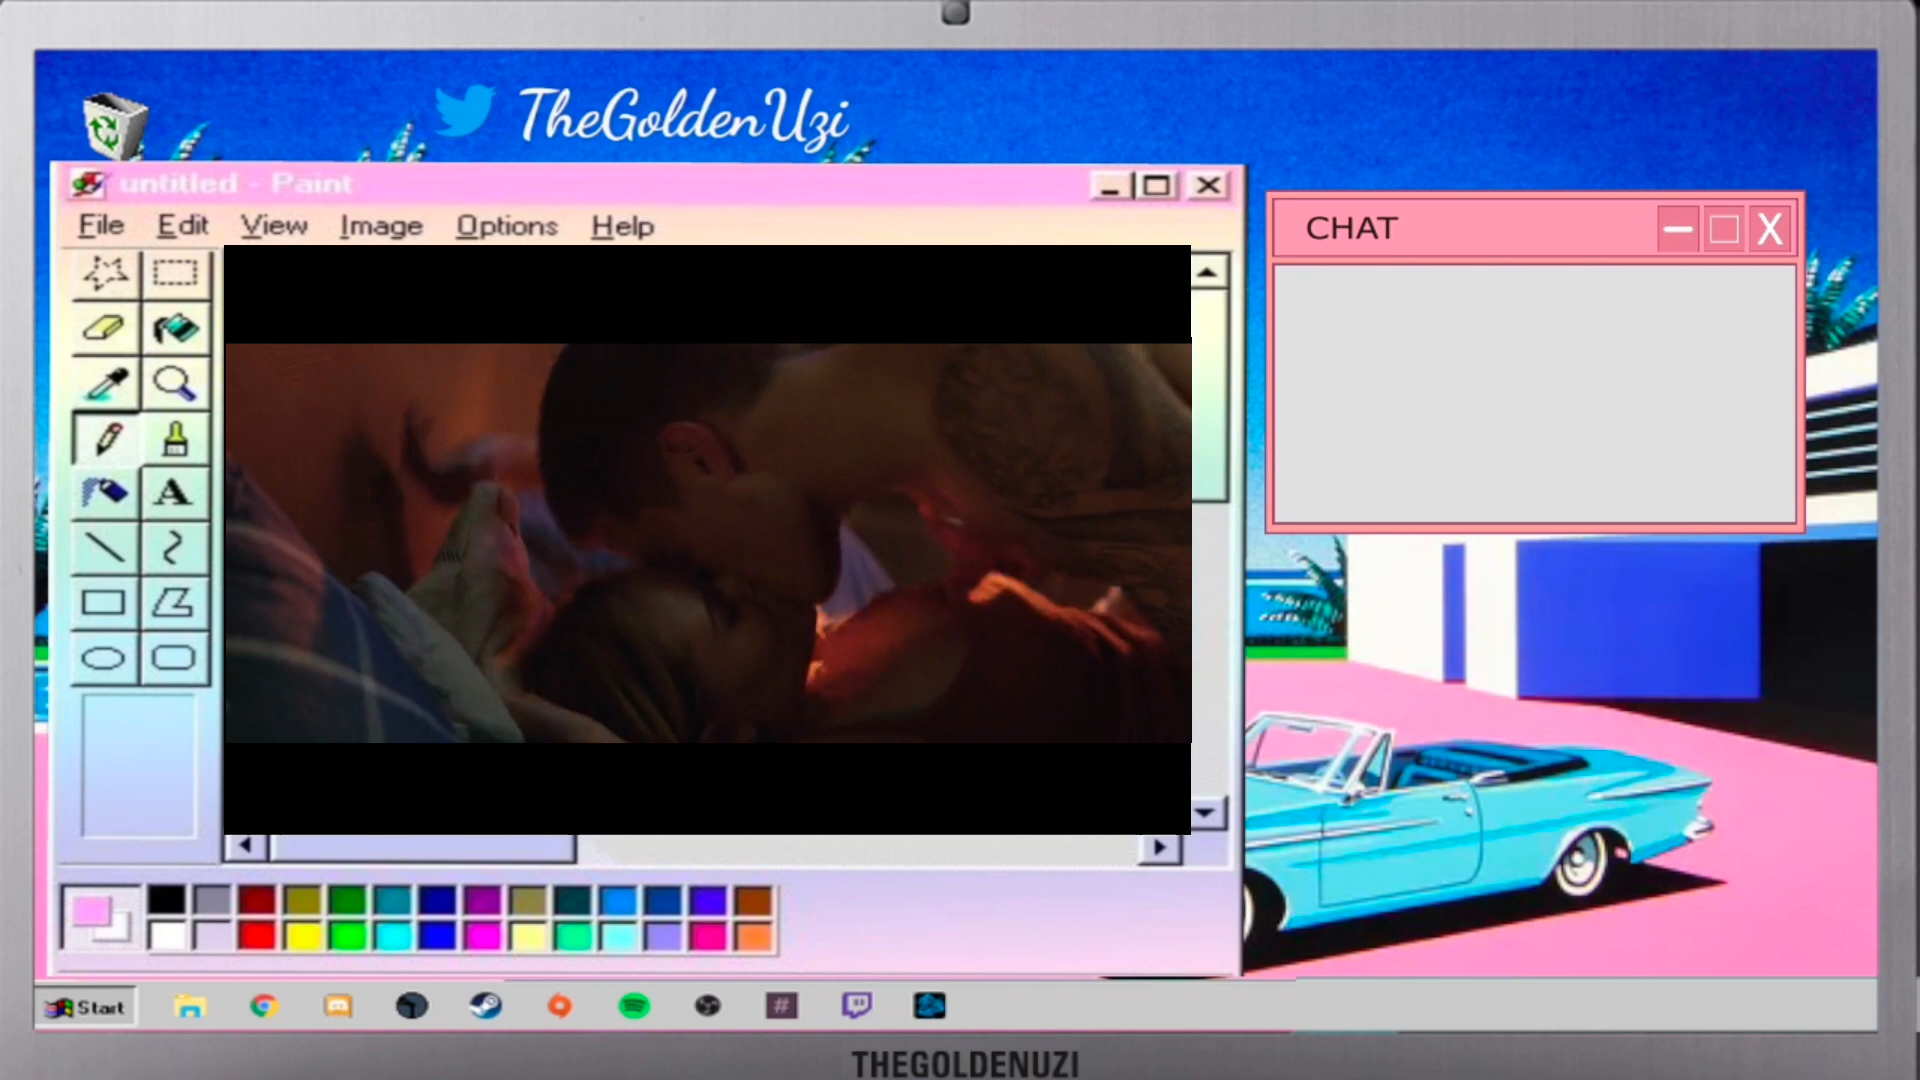 TheGoldenUzi
untitled - Paint
File Edit View Image Options Help
CHAT
A
Start
#
THEGOLDENUZI